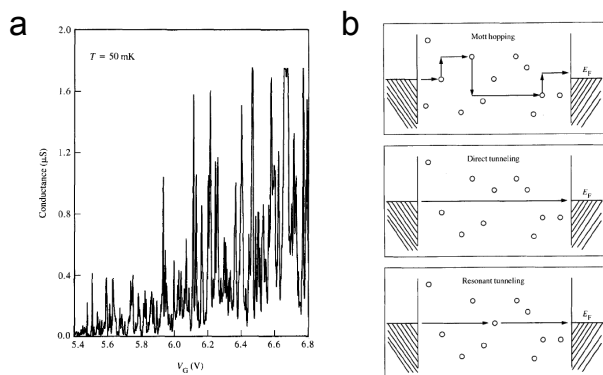 a
T = 50 mK
Conductance (μS)
2.0
1.6
1.2
0.8
0.4
0.0
5.4
5.6
5.8
6.0
6.2
6.4
6.6
6.8
V_G (V)
b
Mott hopping
E_F
Direct tunneling
E_F
Resonant tunneling
E_F